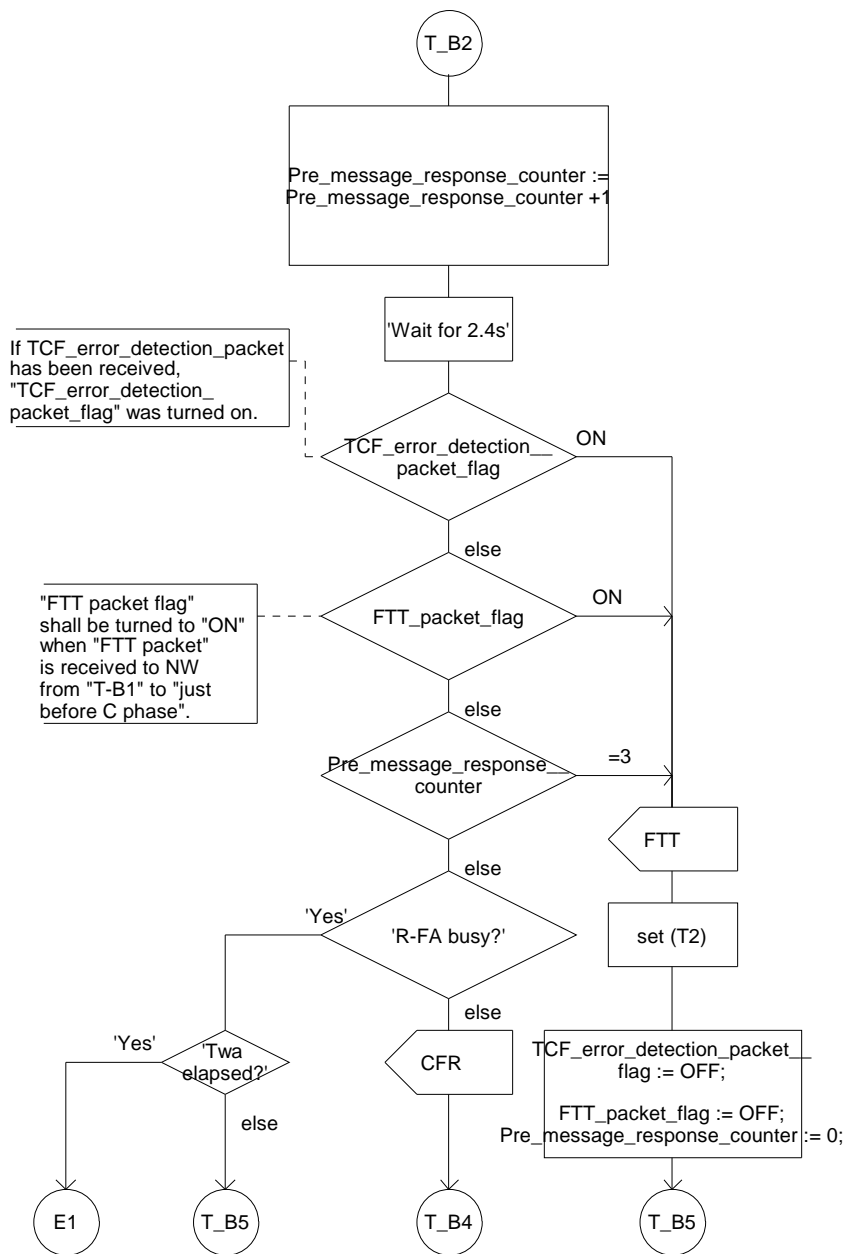 T_B2
Pre_message_response_counter :=
Pre_message_response_counter +1
'Wait for 2.4s'
If TCF_error_detection_packet
has been received,
"TCF_error_detection_
packet_flag" was turned on.
TCF_error_detection__
packet_flag
ON
else
"FTT packet flag"
shall be turned to "ON"
when "FTT packet"
is received to NW
from "T-B1" to "just
before C phase".
FTT_packet_flag
ON
else
Pre_message_response__
counter
=3
else
FTT
'R-FA busy?'
'Yes'
else
set (T2)
'Twa
elapsed?'
'Yes'
else
CFR
TCF_error_detection_packet__
flag := OFF;
FTT_packet_flag := OFF;
Pre_message_response_counter := 0;
E1
T_B5
T_B4
T_B5